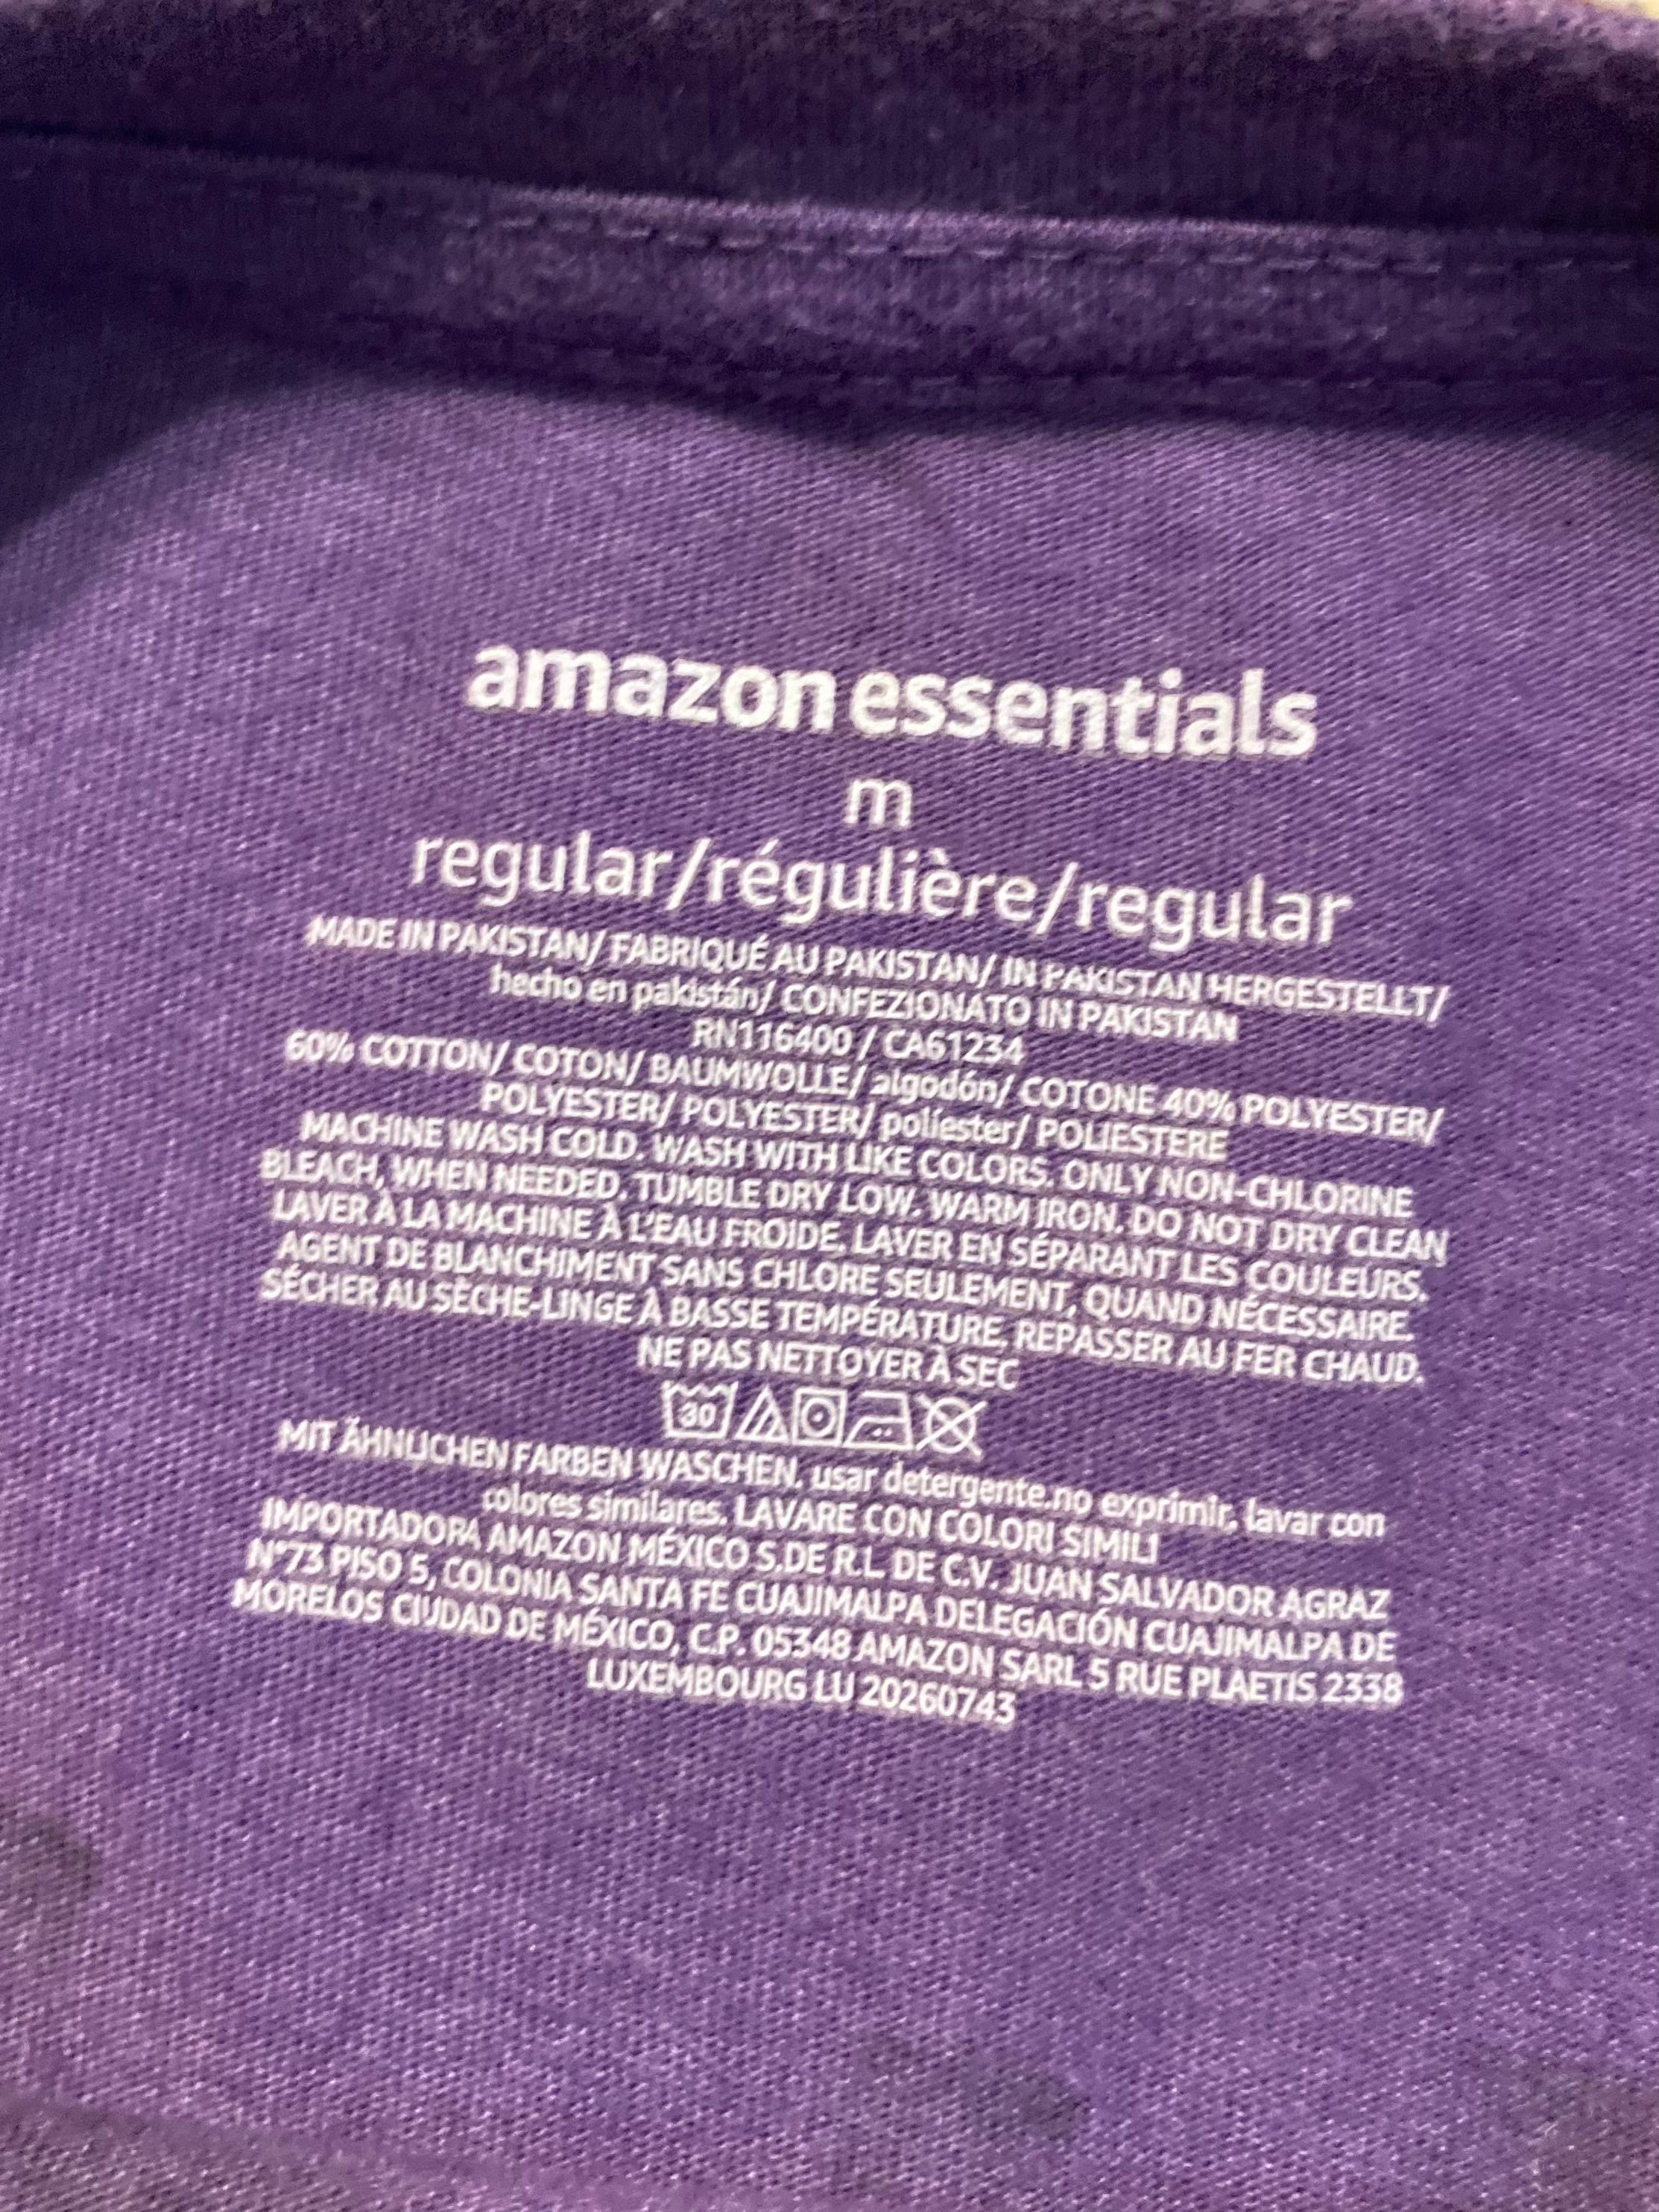 amazon essentials
m
regular/régulière/regular
MADE IN PAKISTAN/ FABRIQUÉ AU PAKISTAN/ IN PAKISTAN HERGESTELLT/
hecho en pakistán/ CONFEZIONATO IN PAKISTAN
RN116400 / CA61234
60% COTTON/ COTON/ BAUMWOLLE/ algodón/ COTONE 40% POLYESTER/
POLYESTER/ POLYESTER/ poliester/ POLIESTERE
MACHINE WASH COLD. WASH WITH LIKE COLORS. ONLY NON-CHLORINE
BLEACH, WHEN NEEDED. TUMBLE DRY LOW. WARM IRON. DO NOT DRY CLEAN
LAVER À LA MACHINE À L'EAU FROIDE. LAVER EN SÉPARANT LES COULEURS.
AGENT DE BLANCHIMENT SANS CHLORE SEULEMENT, QUAND NÉCESSAIRE.
SÉCHER AU SÈCHE-LINGE À BASSE TEMPÉRATURE. REPASSER AU FER CHAUD.
NE PAS NETTOYER À SEC
30
MIT ÄHNLICHEN FARBEN WASCHEN. usar detergente.no exprimir. lavar con
colores similares. LAVARE CON COLORI SIMILI
IMPORTADORA AMAZON MÉXICO S.DE R.L. DE C.V. JUAN SALVADOR AGRAZ
N°73 PISO 5, COLONIA SANTA FE CUAJIMALPA DELEGACIÓN CUAJIMALPA DE
MORELOS CIUDAD DE MÉXICO, C.P. 05348 AMAZON SARL 5 RUE PLAETIS 2338
LUXEMBOURG LU 20260743